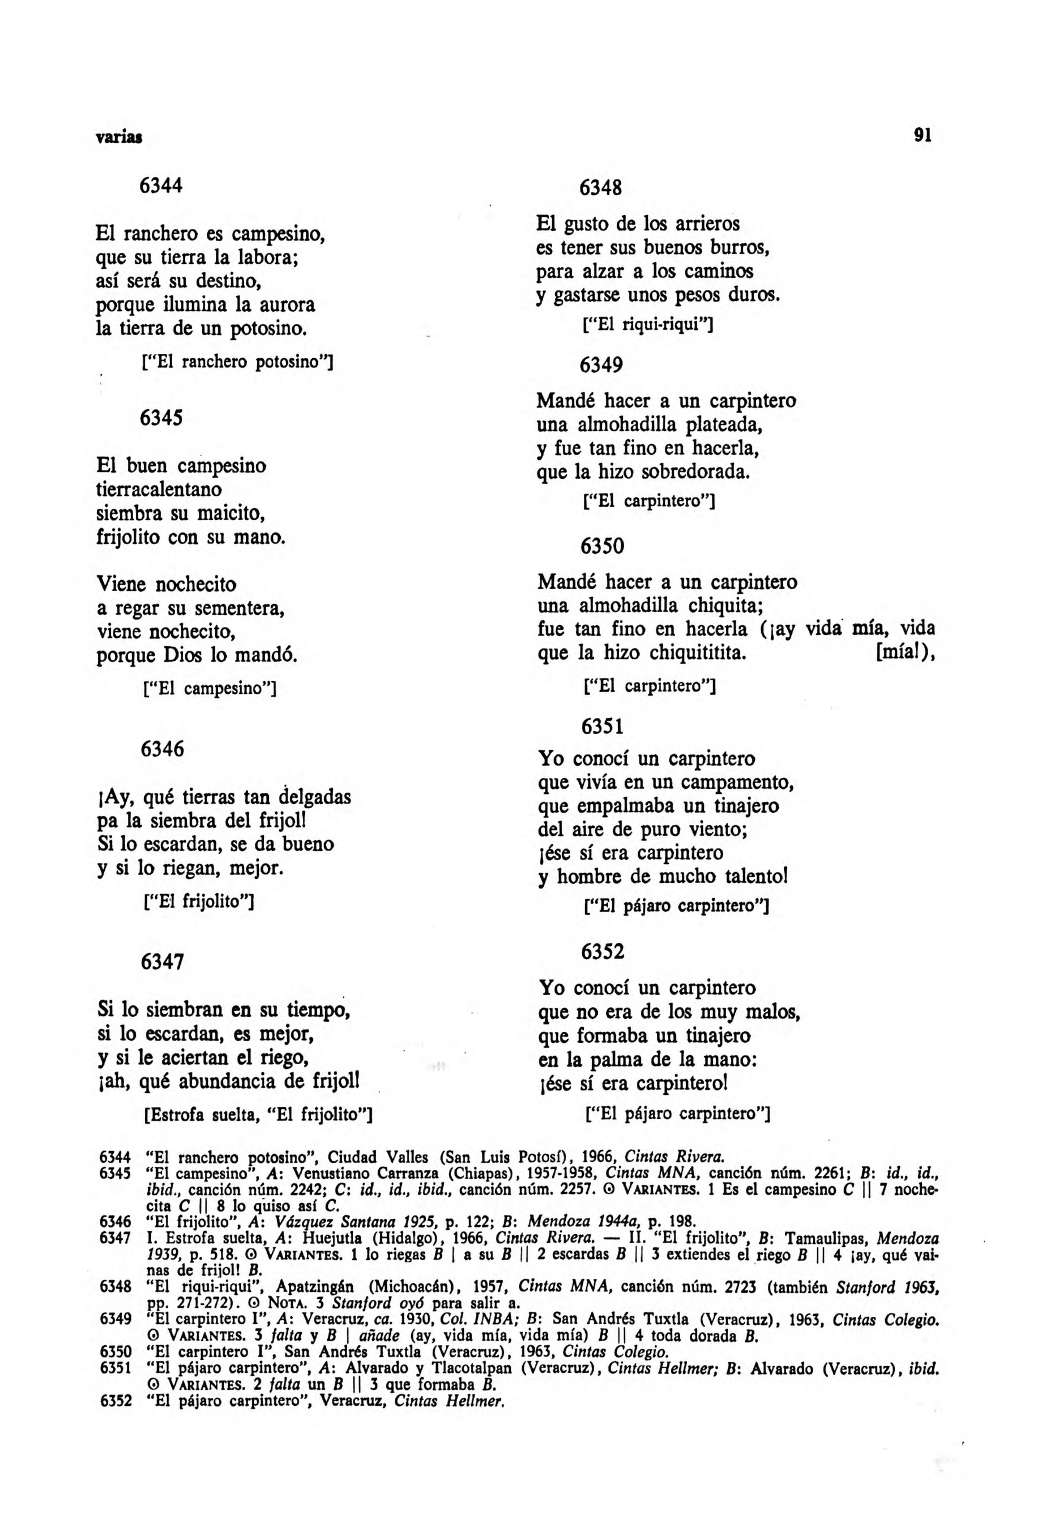 varias
91
6344
El ranchero es campesino,
que su tierra la labora;
así será su destino,
porque ilumina la aurora
la tierra de un potosino.
["El ranchero potosino"]
6345
El buen campesino
tierracalentano
siembra su maicito,
frijolito con su mano.
Viene nochecito
a regar su sementera,
viene nochecito,
porque Dios lo mandó.
["El campesino"]
6346
¡Ay, qué tierras tan delgadas
pa la siembra del frijol!
Si lo escardan, se da bueno
y si lo riegan, mejor.
["El frijolito"]
6347
Si lo siembran en su tiempo,
si lo escardan, es mejor,
y si le aciertan el riego,
¡ah, qué abundancia de frijol!
[Estrofa suelta, "El frijolito"]
6348
El gusto de los arrieros
es tener sus buenos burros,
para alzar a los caminos
y gastarse unos pesos duros.
["El riqui-riqui"]
6349
Mandé hacer a un carpintero
una almohadilla plateada,
y fue tan fino en hacerla,
que la hizo sobredorada.
["El carpintero"]
6350
Mandé hacer a un carpintero
una almohadilla chiquita;
fue tan fino en hacerla (¡ay vida mía, vida
que la hizo chiquititita. [mía!),
["El carpintero"]
6351
Yo conocí un carpintero
que vivía en un campamento,
que empalmaba un tinajero
del aire de puro viento;
¡ése sí era carpintero
y hombre de mucho talento!
["El pájaro carpintero"]
6352
Yo conocí un carpintero
que no era de los muy malos,
que formaba un tinajero
en la palma de la mano:
¡ése sí era carpintero!
["El pájaro carpintero"]
6344 "El ranchero potosino", Ciudad Valles (San Luis Potosí), 1966, Cintas Rivera.
6345 "El campesino", A: Venustiano Carranza (Chiapas), 1957-1958, Cintas MNA, canción núm. 2261; B: id., id.,
ibid., canción núm. 2242; C: id., id., ibid., canción núm. 2257. ⊙ VARIANTES. 1 Es el campesino C || 7 noche-
cita C || 8 lo quiso así C.
6346 "El frijolito", A: Vázquez Santana 1925, p. 122; B: Mendoza 1944a, p. 198.
6347 I. Estrofa suelta, A: Huejutla (Hidalgo), 1966, Cintas Rivera. — II. "El frijolito", B: Tamaulipas, Mendoza
1939, p. 518. ⊙ VARIANTES. 1 lo riegas B | a su B || 2 escardas B || 3 extiendes el riego B || 4 ¡ay, qué vai-
nas de frijol! B.
6348 "El riqui-riqui", Apatzingán (Michoacán), 1957, Cintas MNA, canción núm. 2723 (también Stanford 1963,
pp. 271-272). ⊙ NOTA. 3 Stanford oyó para salir a.
6349 "El carpintero I", A: Veracruz, ca. 1930, Col. INBA; B: San Andrés Tuxtla (Veracruz), 1963, Cintas Colegio.
⊙ VARIANTES. 3 falta y B | añade (ay, vida mía, vida mía) B || 4 toda dorada B.
6350 "El carpintero I", San Andrés Tuxtla (Veracruz), 1963, Cintas Colegio.
6351 "El pájaro carpintero", A: Alvarado y Tlacotalpan (Veracruz), Cintas Hellmer; B: Alvarado (Veracruz), ibid.
⊙ VARIANTES. 2 falta un B || 3 que formaba B.
6352 "El pájaro carpintero", Veracruz, Cintas Hellmer.